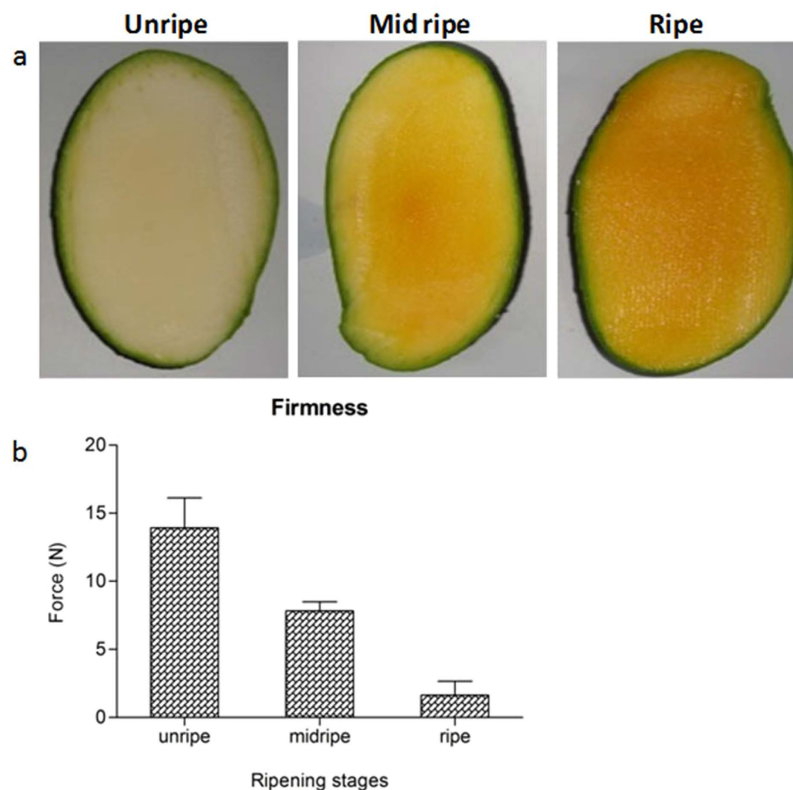 Unripe Mid ripe Ripe
a
Firmness
b
20
15
10
5
0
Force (N)
unripe midripe ripe
Ripening stages